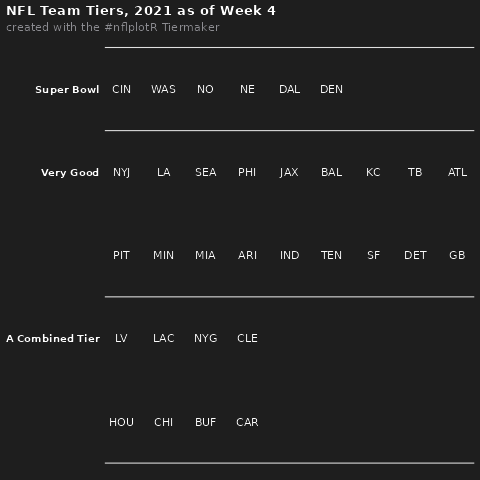 NFL Team Tiers, 2021 as of Week 4
created with the #nflplotR Tiermaker
Super Bowl CIN WAS NO NE DAL DEN
Very Good NYJ LA SEA PHI JAX BAL KC TB ATL
PIT MIN MIA ARI IND TEN SF DET GB
A Combined Tier LV LAC NYG CLE
HOU CHI BUF CAR